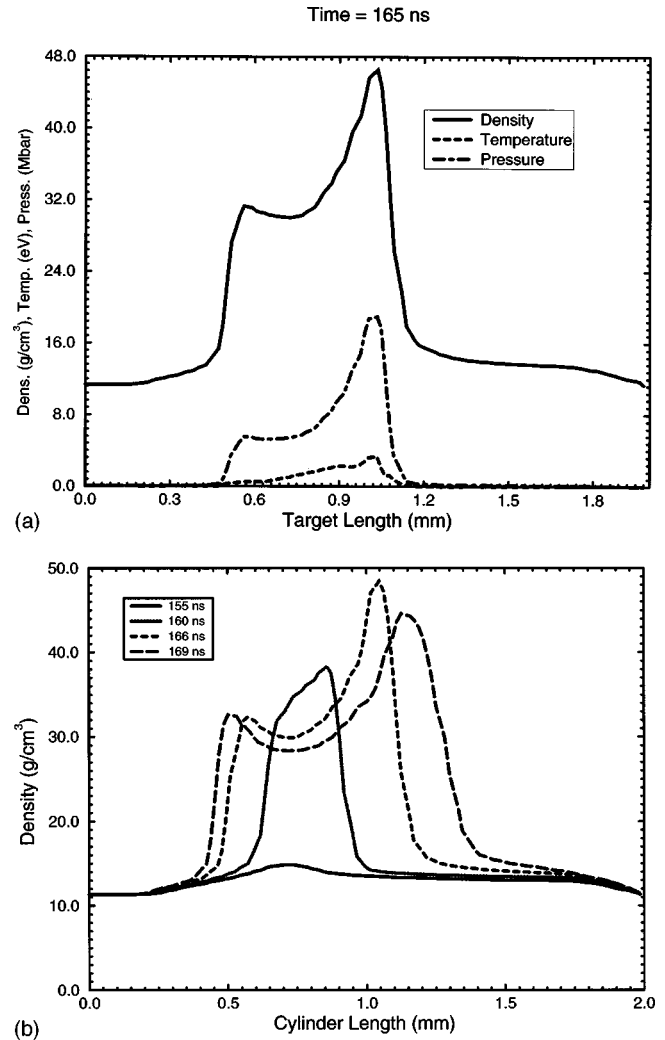 Time = 165 ns
48.0
40.0
32.0
24.0
16.0
8.0
0.0
Dens. (g/cm³), Temp. (eV), Press. (Mbar)
Density
Temperature
Pressure
0.0 0.3 0.6 0.9 1.2 1.5 1.8
(a)
Target Length (mm)
50.0
40.0
30.0
20.0
10.0
0.0
Density (g/cm³)
155 ns
160 ns
166 ns
169 ns
0.0 0.5 1.0 1.5 2.0
(b)
Cylinder Length (mm)